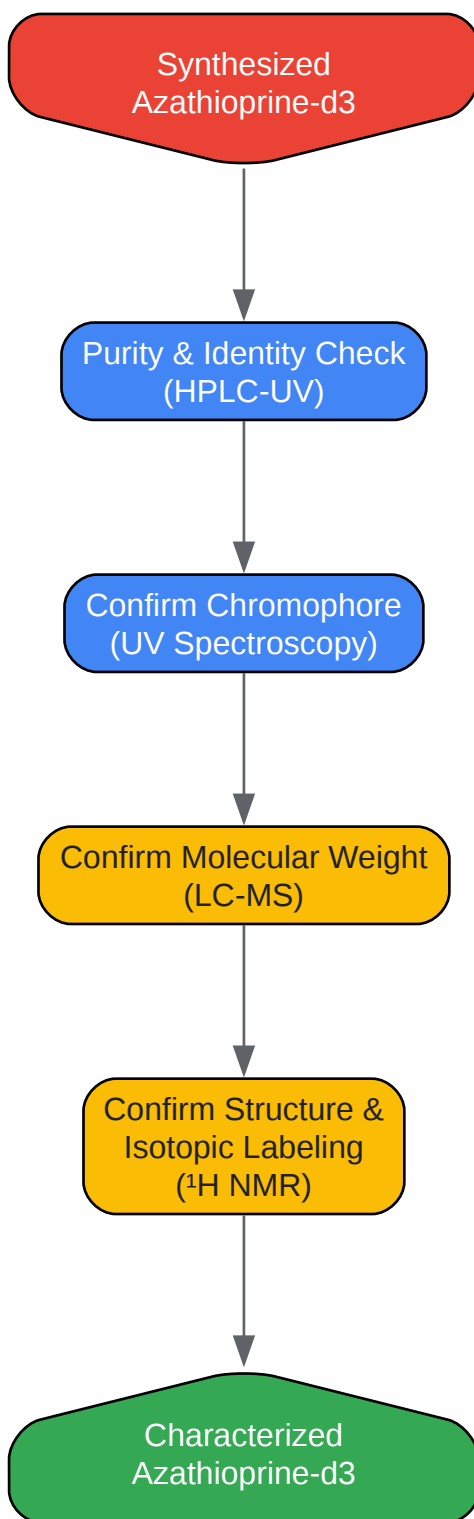 Synthesized
Azathioprine-d3
Purity & Identity Check
(HPLC-UV)
Confirm Chromophore
(UV Spectroscopy)
Confirm Molecular Weight
(LC-MS)
Confirm Structure &
Isotopic Labeling
(¹H NMR)
Characterized
Azathioprine-d3